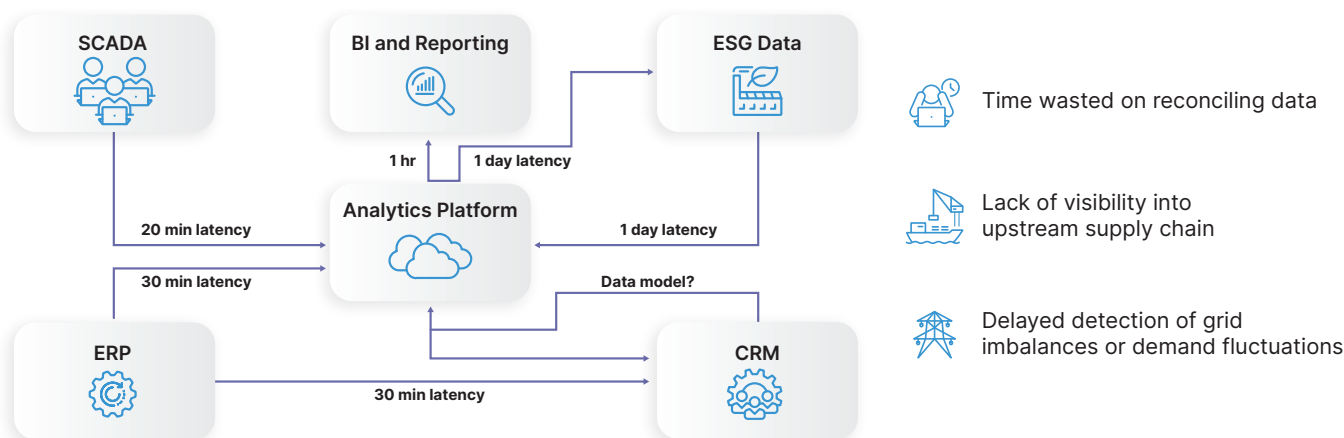 SCADA
BI and Reporting
ESG Data
Time wasted on reconciling data
1 hr
1 day latency
Analytics Platform
Lack of visibility into
upstream supply chain
20 min latency
1 day latency
30 min latency
Data model?
Delayed detection of grid
imbalances or demand fluctuations
ERP
CRM
30 min latency